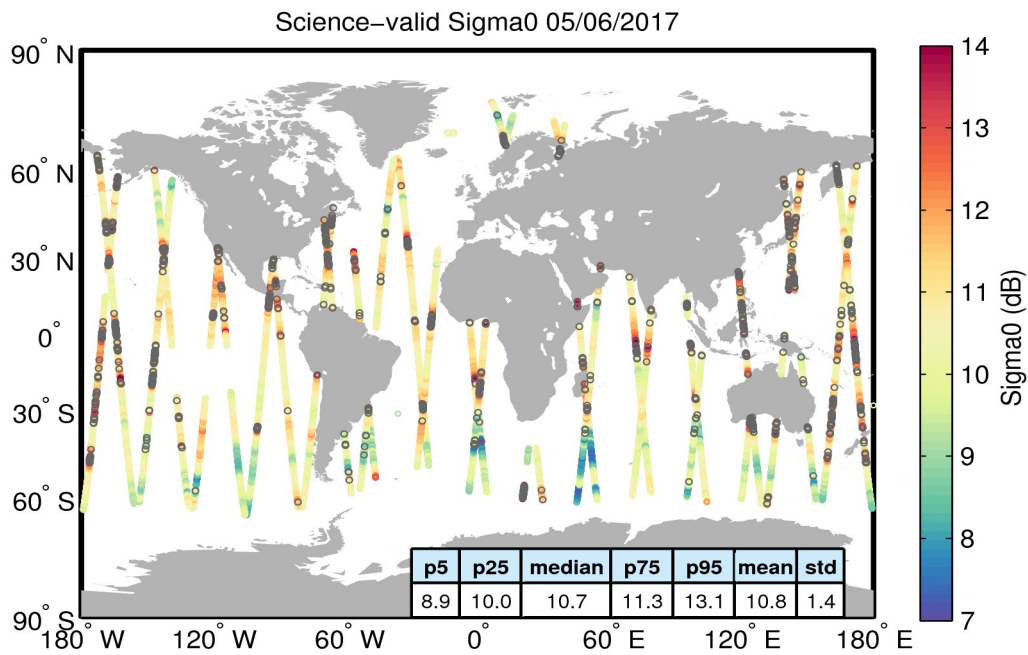 Science−valid Sigma0 05/06/2017
90° N
60° N
30° N
0°
30° S
60° S
90° S
180° W
120° W
60° W
0°
60° E
120° E
180° E
14
13
12
11
10
9
8
7
Sigma0 (dB)
p5 p25 median p75 p95 mean std
8.9 10.0 10.7 11.3 13.1 10.8 1.4